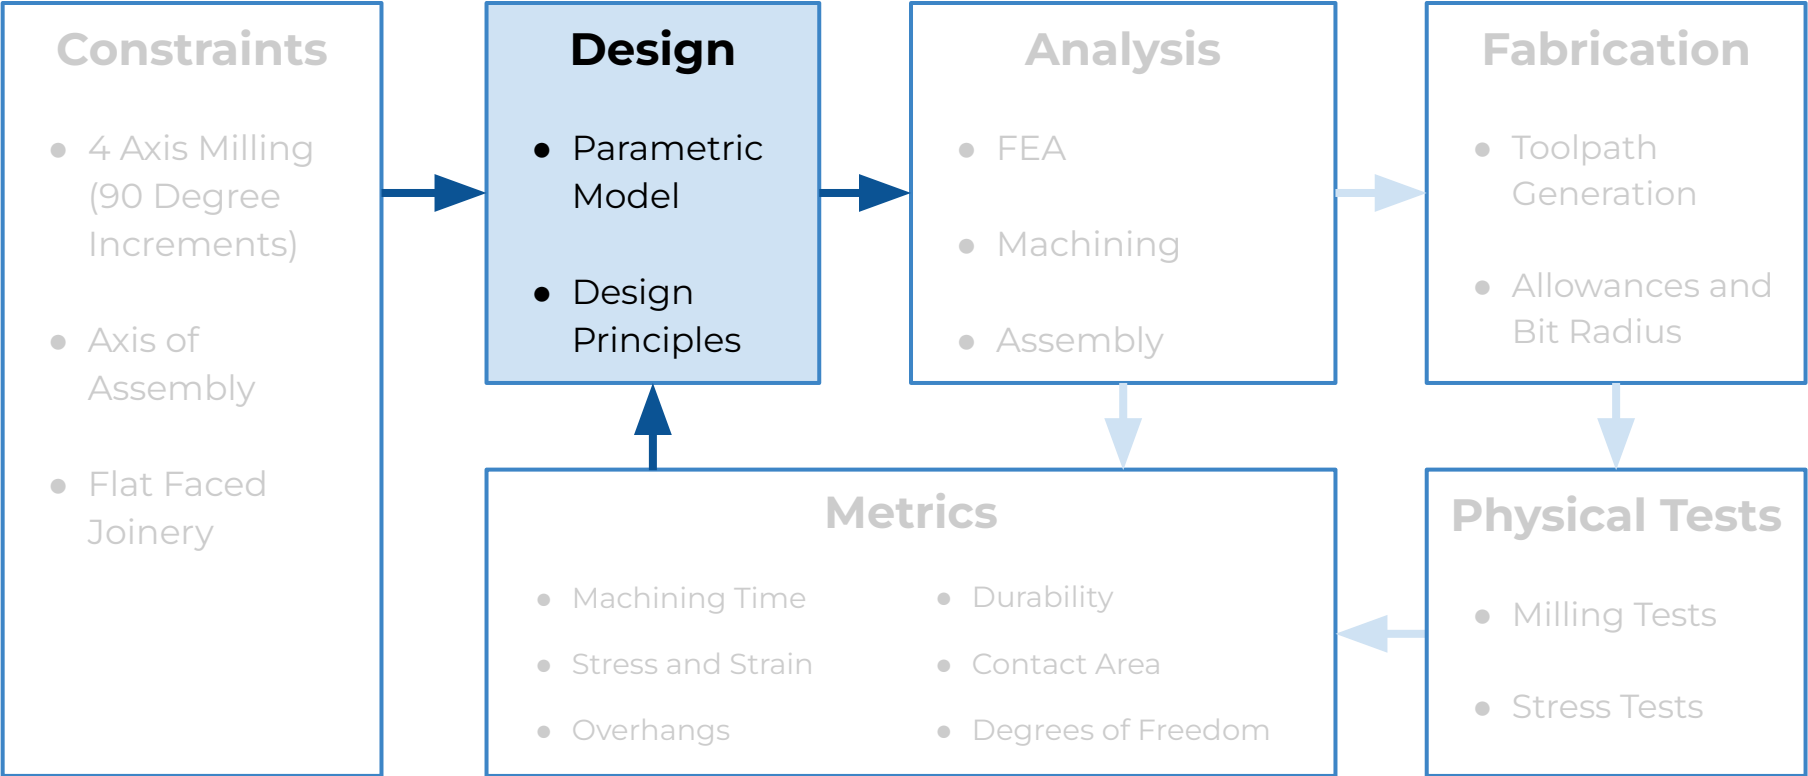 Constraints
● 4 Axis Milling
(90 Degree
Increments)
● Axis of
Assembly
● Flat Faced
Joinery
Design
● Parametric
Model
● Design
Principles
Analysis
● FEA
● Machining
● Assembly
Fabrication
● Toolpath
Generation
● Allowances and
Bit Radius
Metrics
● Machining Time
● Stress and Strain
● Overhangs
● Durability
● Contact Area
● Degrees of Freedom
Physical Tests
● Milling Tests
● Stress Tests